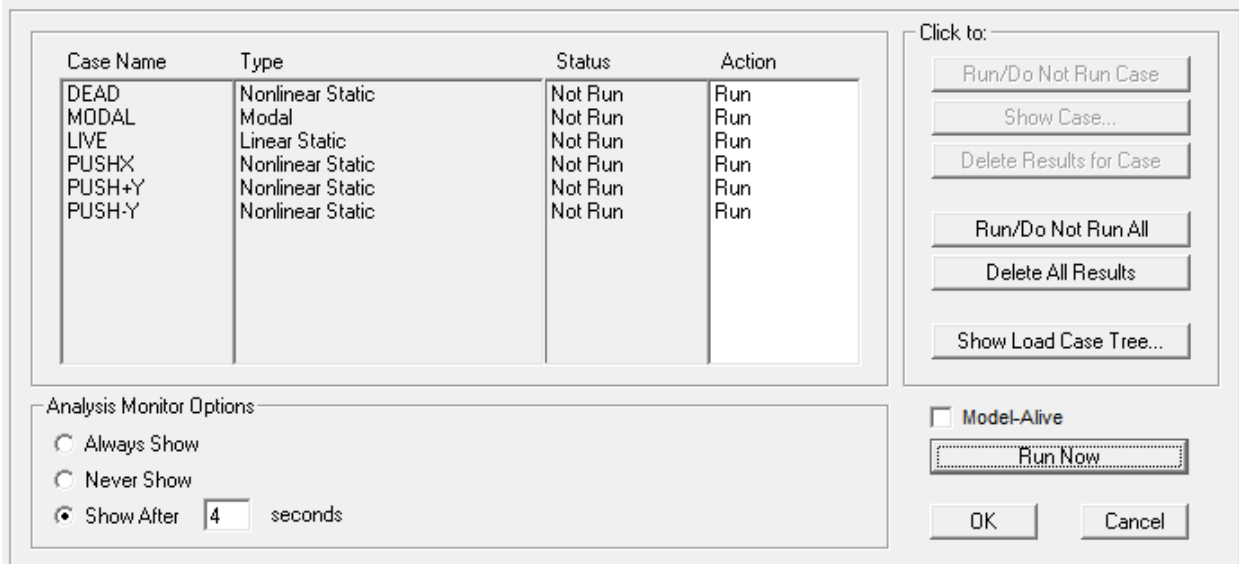 Case Name Type Status Action
DEAD Nonlinear Static Not Run Run
MODAL Modal Not Run Run
LIVE Linear Static Not Run Run
PUSHX Nonlinear Static Not Run Run
PUSH+Y Nonlinear Static Not Run Run
PUSH-Y Nonlinear Static Not Run Run
Click to:
Run/Do Not Run Case
Show Case...
Delete Results for Case
Run/Do Not Run All
Delete All Results
Show Load Case Tree...
Analysis Monitor Options
Always Show
Never Show
Show After 4 seconds
Model-Alive
Run Now
OK Cancel